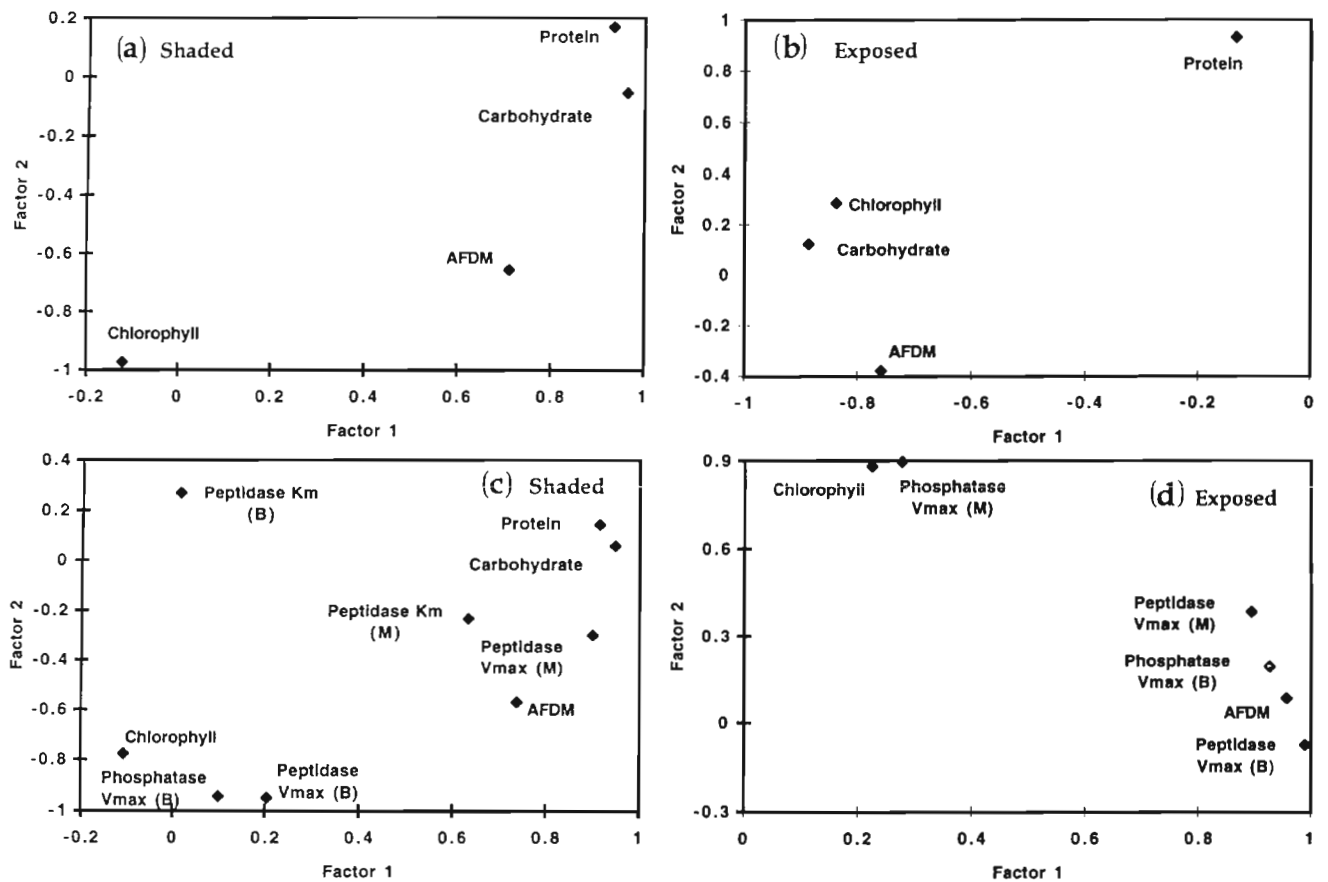 (a) Shaded
0.2
0
-0.2
-0.4
-0.6
-0.8
-1
Factor 2
Protein
Carbohydrate
AFDM
Chlorophyll
-0.2 0 0.2 0.4 0.6 0.8 1
Factor 1
(b) Exposed
1
0.8
0.6
0.4
0.2
0
-0.2
-0.4
Factor 2
Protein
Chlorophyll
Carbohydrate
AFDM
-1 -0.8 -0.6 -0.4 -0.2 0
Factor 1
(c) Shaded
0.4
0.2
0
-0.2
-0.4
-0.6
-0.8
-1
Factor 2
Peptidase Km
(B)
Protein
Carbohydrate
Peptidase Km
(M)
Peptidase
Vmax (M)
AFDM
Chlorophyll
Phosphatase
Vmax (B)
Peptidase
Vmax (B)
-0.2 0 0.2 0.4 0.6 0.8 1
Factor 1
(d) Exposed
0.9
0.6
0.3
0
-0.3
Factor 2
Chlorophyll
Phosphatase
Vmax (M)
Peptidase
Vmax (M)
Phosphatase
Vmax (B)
AFDM
Peptidase
Vmax (B)
0 0.2 0.4 0.6 0.8 1
Factor 1